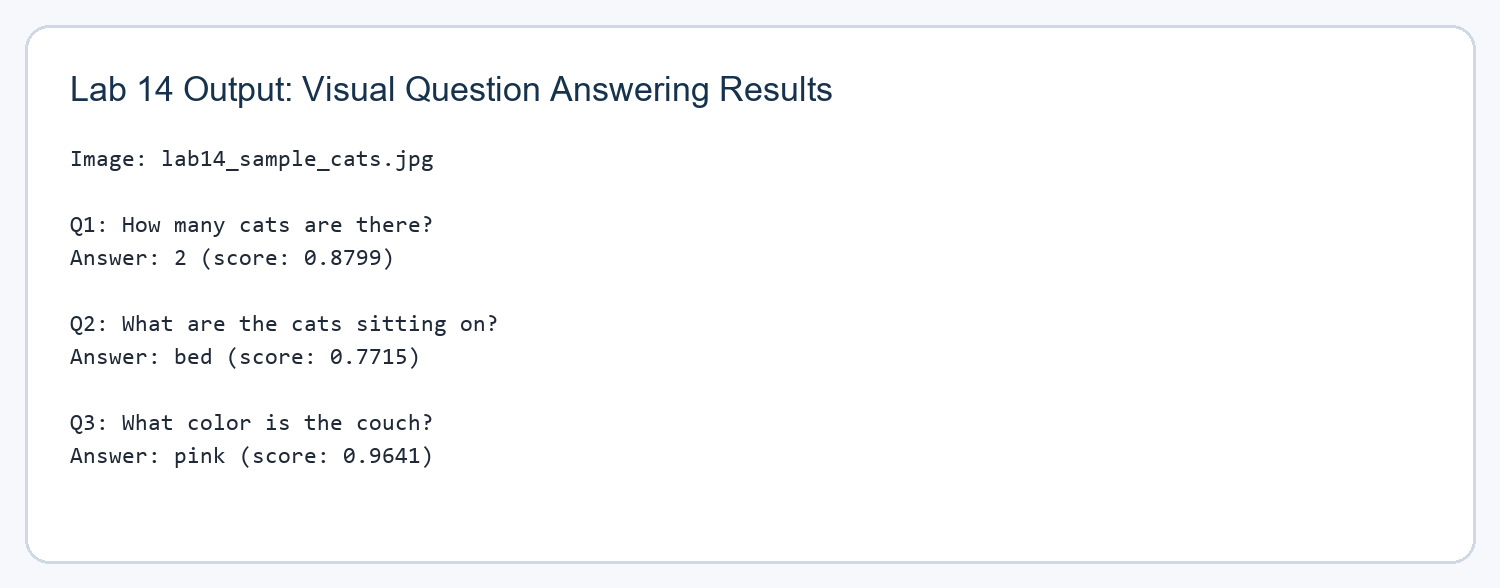 Lab 14 Output: Visual Question Answering Results
Image: lab14_sample_cats.jpg
Q1: How many cats are there?
Answer: 2 (score: 0.8799)
Q2: What are the cats sitting on?
Answer: bed (score: 0.7715)
Q3: What color is the couch?
Answer: pink (score: 0.9641)